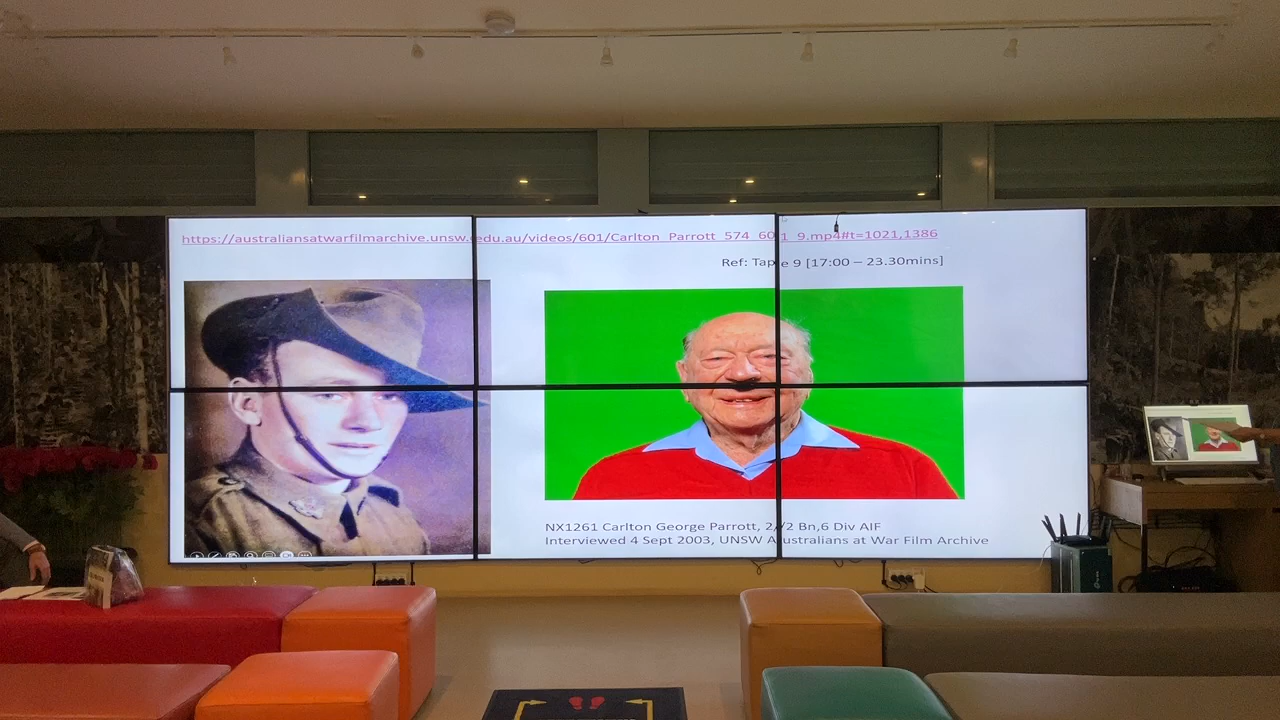 https://australiansatwarfilmarchive.unsw.edu.au/videos/601/Carlton_Parrott_574_601_9.mp4#t=1021,1386
Ref: Tape 9 [17:00 – 23.30mins]
NX1261 Carlton George Parrott, 2/2 Bn,6 Div AIF
Interviewed 4 Sept 2003, UNSW Australians at War Film Archive